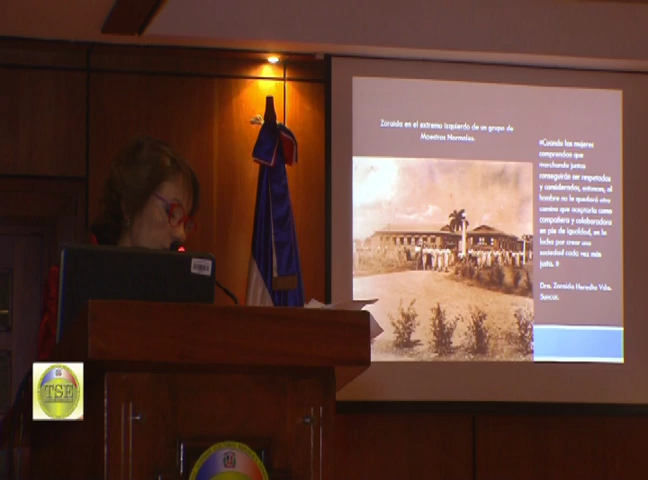 Zoraida en el extremo izquierdo de un grupo de
Maestros Normales.
«Cuando las mujeres
comprendan que
marchando juntas
conseguirán ser respetadas
y consideradas, entonces, al
hombre no le quedará otro
camino que aceptarla como
compañera y colaboradora
en pie de igualdad, en la
lucha por crear una
sociedad cada vez más
justa. »
Dra. Zoraida Heredia Vda.
Suncar.
TSE